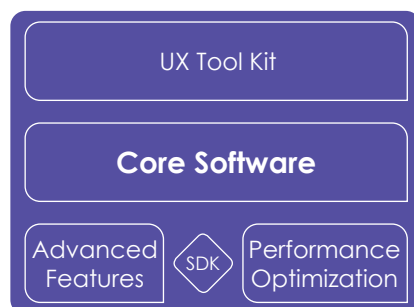 UX Tool Kit
Core Software
Advanced
Features
SDK
Performance
Optimization